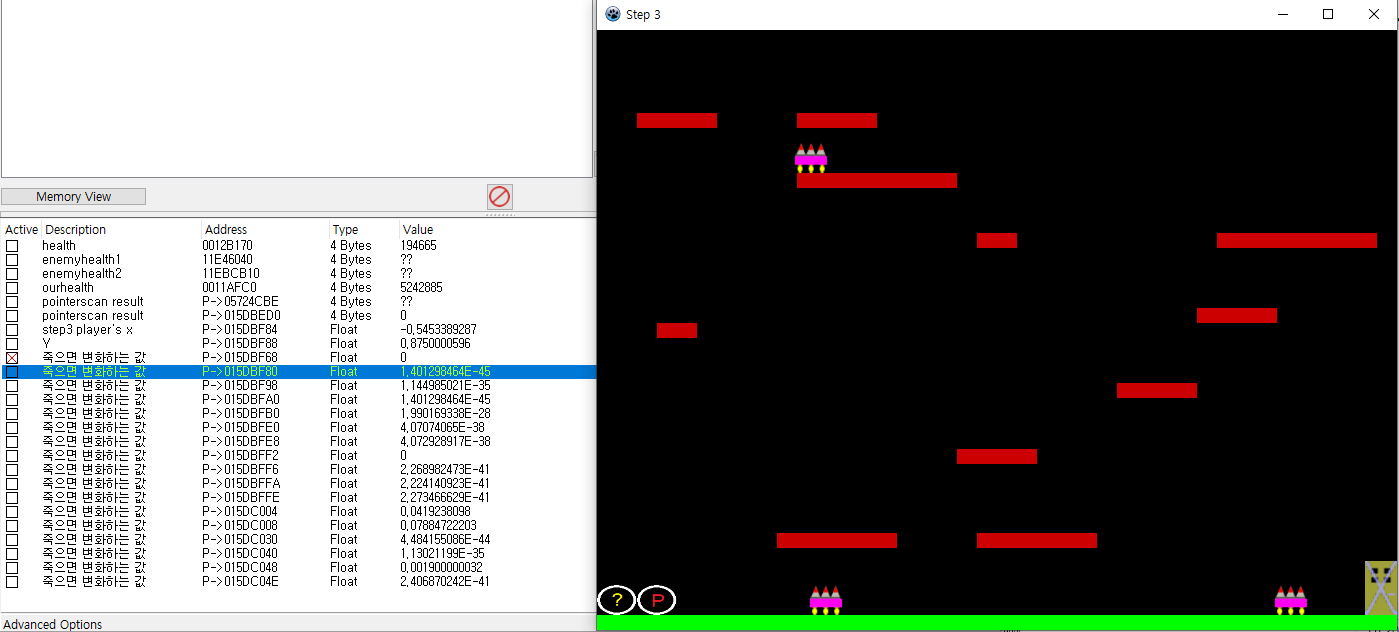 Step 3
Memory View
Active Description Address Type Value
health 0012B170 4 Bytes 194665
enemyhealth1 11E46040 4 Bytes ??
enemyhealth2 11EBCB10 4 Bytes ??
ourhealth 0011AFC0 4 Bytes 5242885
pointerscan result P->05724CBE 4 Bytes ??
pointerscan result P->015DBED0 4 Bytes 0
step3 player's x P->015DBF84 Float -0,5453389287
Y P->015DBF88 Float 0,8750000596
죽으면 변화하는 값 P->015DBF68 Float 0
죽으면 변화하는 값 P->015DBF80 Float 1,401298464E-45
죽으면 변화하는 값 P->015DBF98 Float 1,144985021E-35
죽으면 변화하는 값 P->015DBFA0 Float 1,401298464E-45
죽으면 변화하는 값 P->015DBFB0 Float 1,990169338E-28
죽으면 변화하는 값 P->015DBFE0 Float 4,07074065E-38
죽으면 변화하는 값 P->015DBFE8 Float 4,072928917E-38
죽으면 변화하는 값 P->015DBFF2 Float 0
죽으면 변화하는 값 P->015DBFF6 Float 2,268982473E-41
죽으면 변화하는 값 P->015DBFFA Float 2,224140923E-41
죽으면 변화하는 값 P->015DBFFE Float 2,273466629E-41
죽으면 변화하는 값 P->015DC004 Float 0,0419238098
죽으면 변화하는 값 P->015DC008 Float 0,07884722203
죽으면 변화하는 값 P->015DC030 Float 4,484155086E-44
죽으면 변화하는 값 P->015DC040 Float 1,13021199E-35
죽으면 변화하는 값 P->015DC048 Float 0,001900000032
죽으면 변화하는 값 P->015DC04E Float 2,406870242E-41
? P
Advanced Options